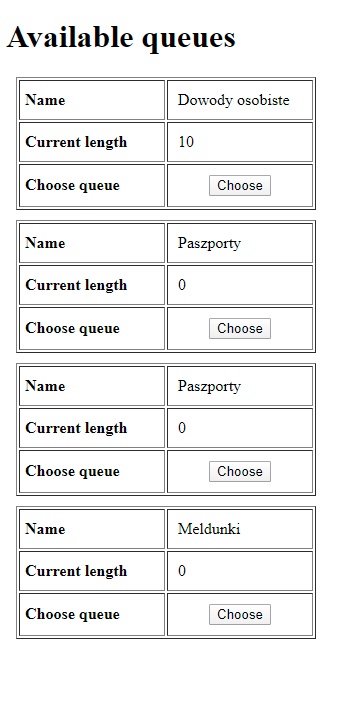 Available queues
Name Dowody osobiste
Current length 10
Choose queue Choose
Name Paszporty
Current length 0
Choose queue Choose
Name Paszporty
Current length 0
Choose queue Choose
Name Meldunki
Current length 0
Choose queue Choose